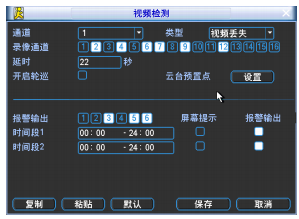 视频检测
通道 1 类型 视频丢失
录像通道 1 2 3 4 5 6 7 8 9 10 11 12 13 14 15 16
延时 22 秒
开启轮巡 云台预置点 设置
报警输出 1 2 3 4 5 6 屏幕提示 报警输出
时间段1 00:00 -24:00
时间段2 00:00 -24:00
复制 粘贴 默认 保存 取消